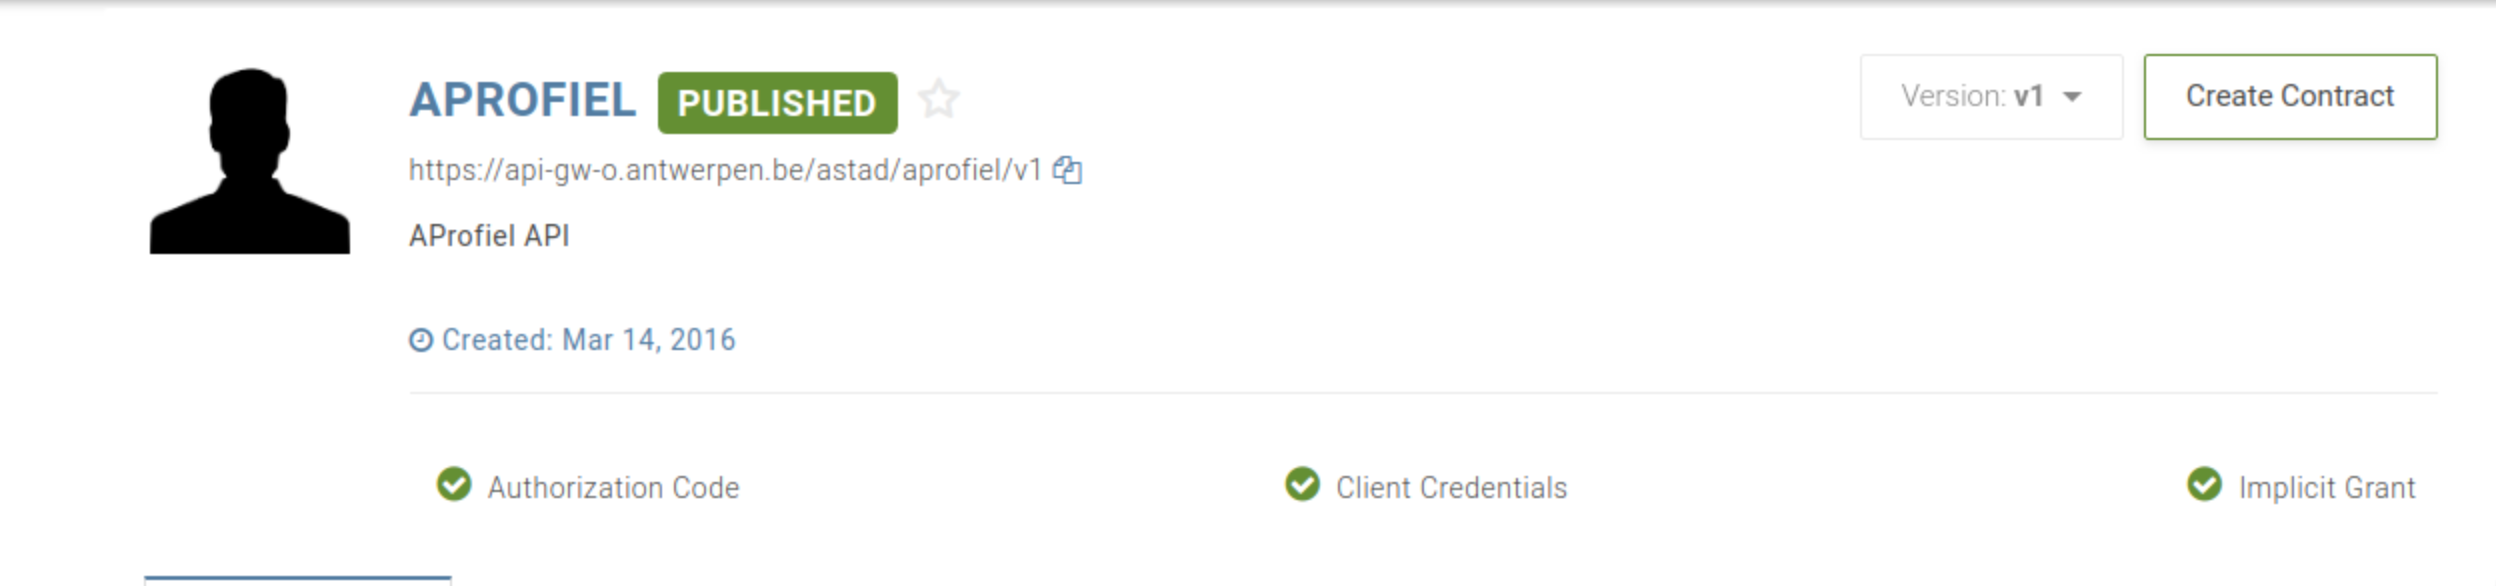 APROFIEL PUBLISHED
Version: v1
Create Contract
https://api-gw-o.antwerpen.be/astad/aprofiel/v1
AProfiel API
Created: Mar 14, 2016
Authorization Code
Client Credentials
Implicit Grant